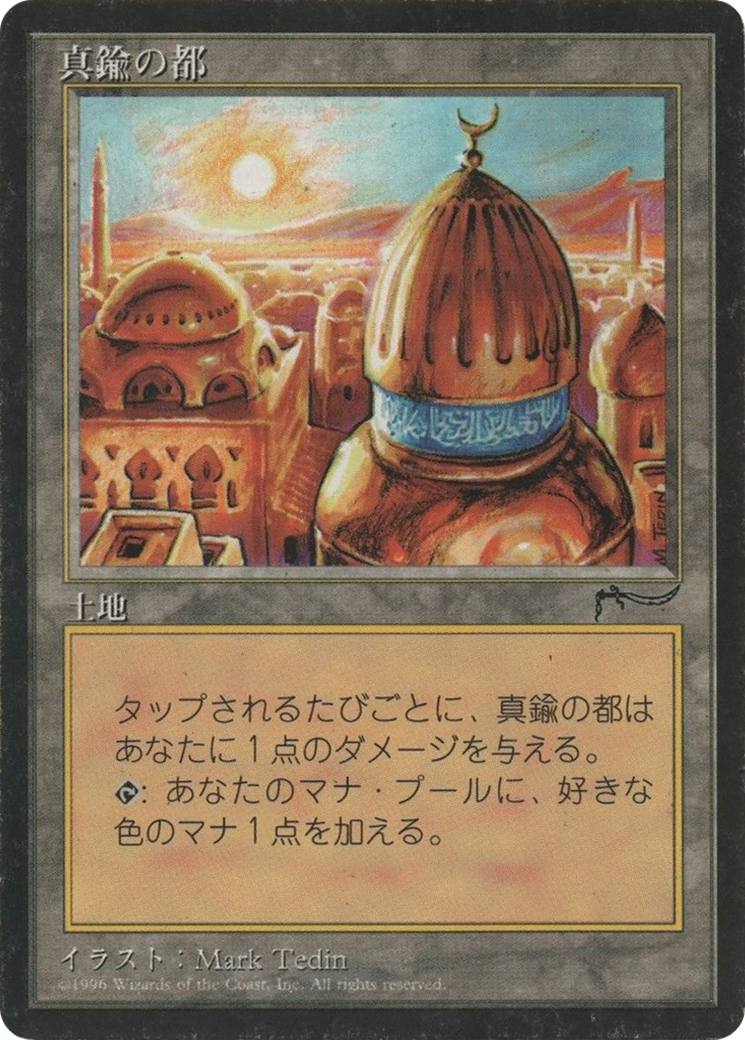 真鍮の都
M TEDIN
土地
タップされるたびごとに、真鍮の都は
あなたに1点のダメージを与える。
: あなたのマナ・プールに、好きな
色のマナ1点を加える。
イラスト：Mark Tedin
©1996 Wizards of the Coast, Inc. All rights reserved.